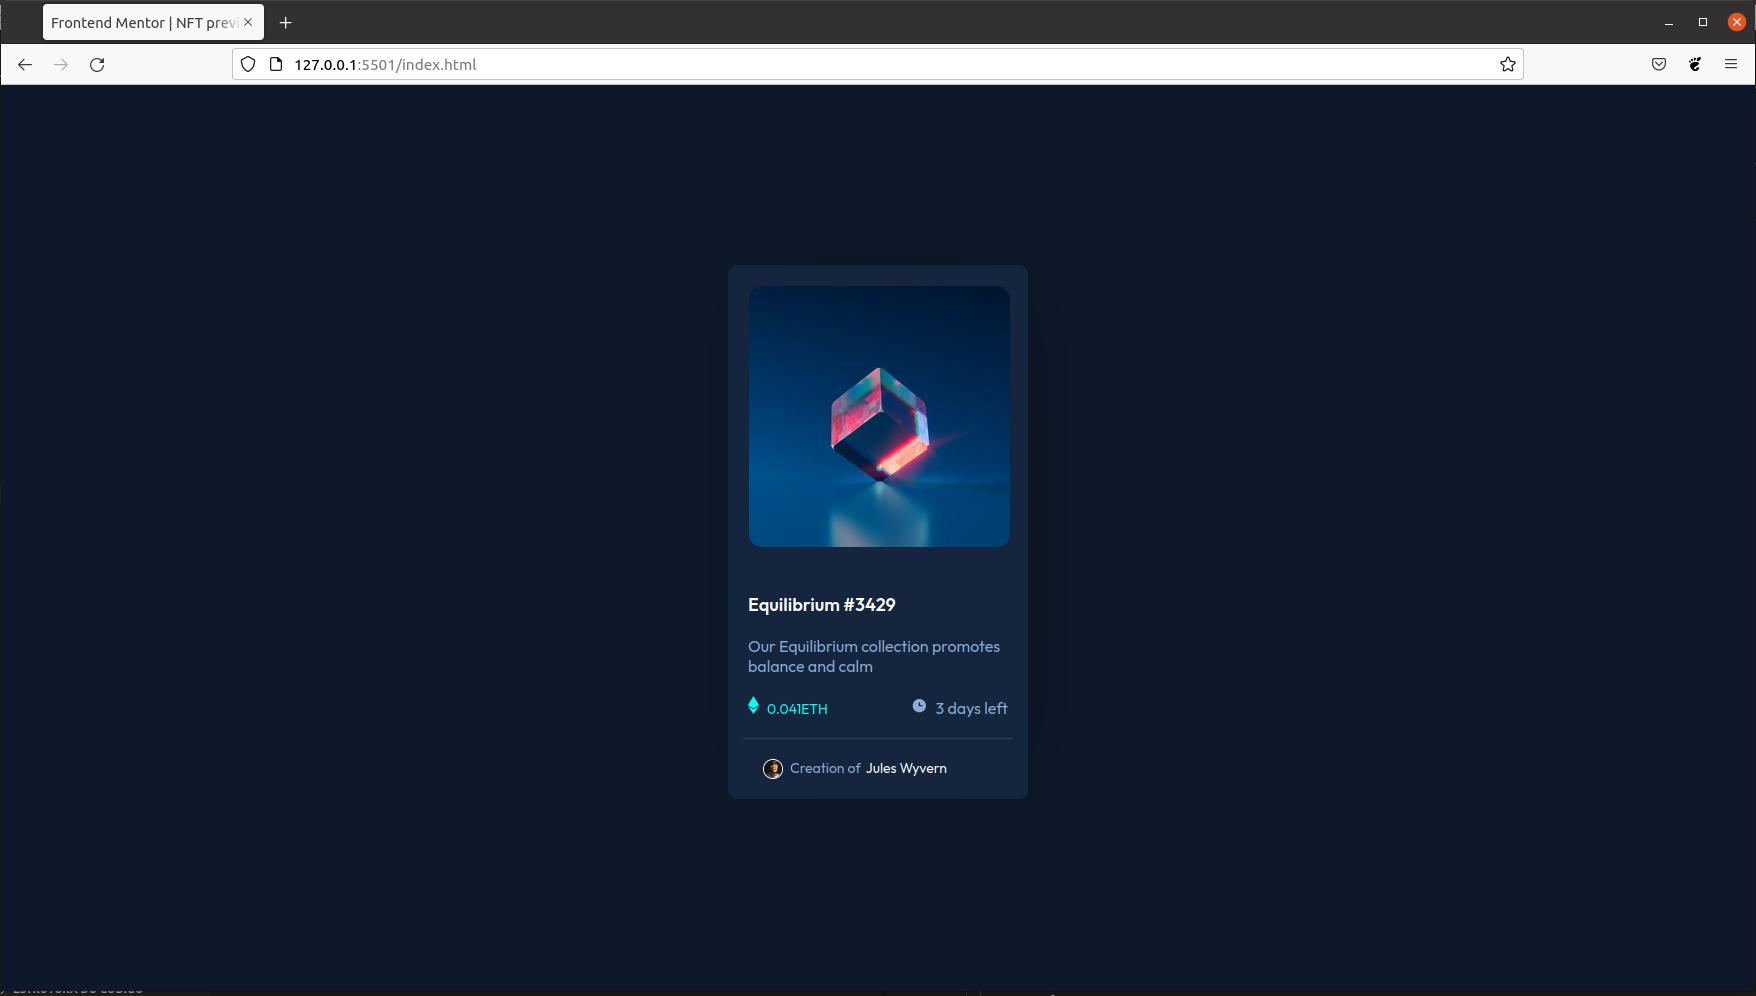 Frontend Mentor | NFT previ
127.0.0.1:5501/index.html
Equilibrium #3429
Our Equilibrium collection promotes
balance and calm
0.041ETH
3 days left
Creation of Jules Wyvern